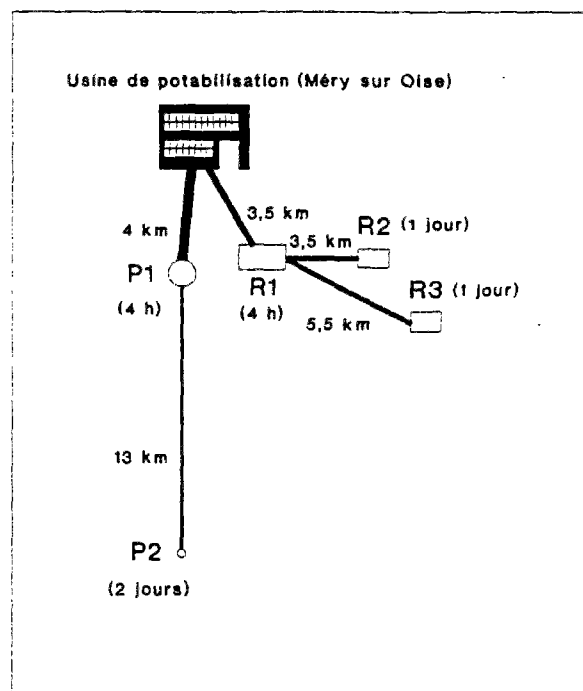 Usine de potabilisation (Méry sur Oise)
3,5 km
4 km
R2 (1 jour)
3,5 km
P1
R1
R3 (1 jour)
(4 h)
(4 h)
5,5 km
13 km
P2
(2 jours)